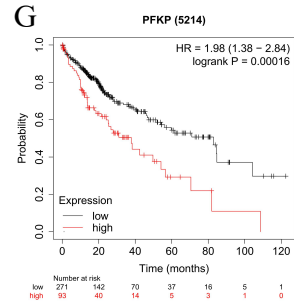 G
PFKP (5214)
HR = 1.98 (1.38 − 2.84)
logrank P = 0.00016
Probability
1.0
0.8
0.6
0.4
0.2
0.0
Expression
low
high
0 20 40 60 80 100 120
Time (months)
Number at risk
low 271 142 70 37 16 5 1
high 93 40 14 5 3 1 0